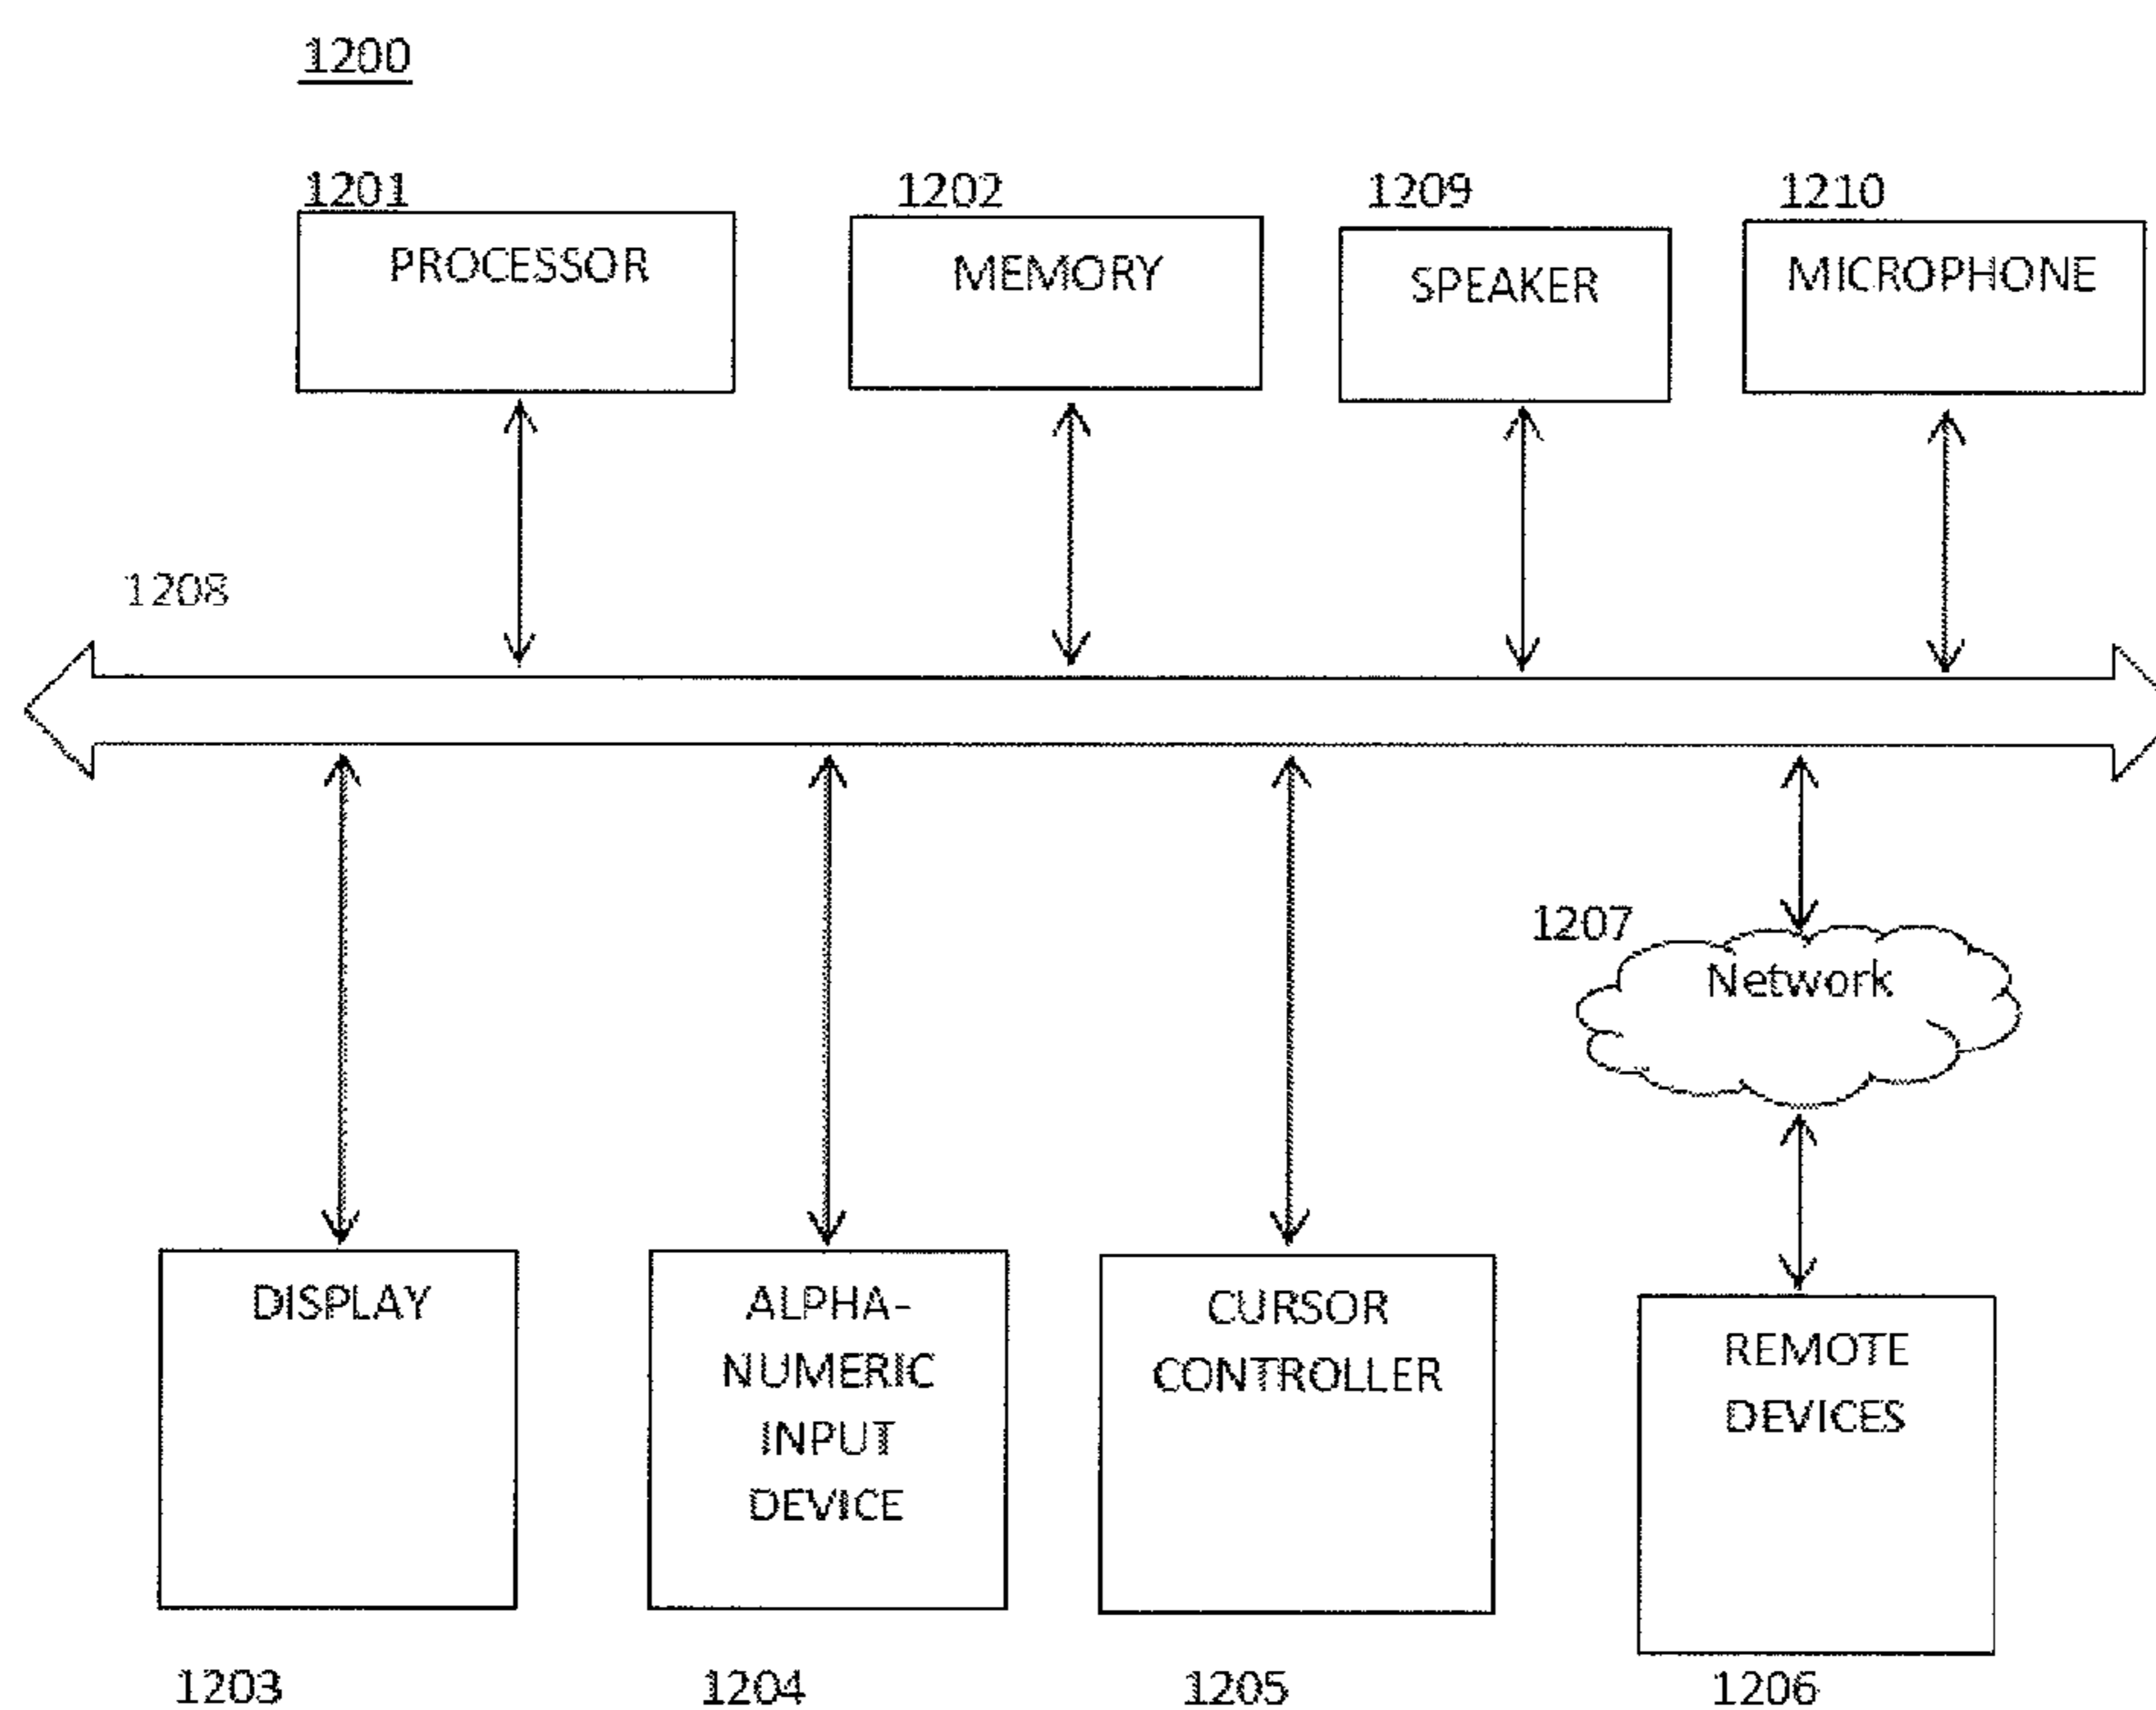 1200
1201
PROCESSOR
1202
MEMORY
1209
SPEAKER
1210
MICROPHONE
1208
1207
Network
DISPLAY
1203
ALPHA-
NUMERIC
INPUT
DEVICE
1204
CURSOR
CONTROLLER
1205
REMOTE
DEVICES
1206